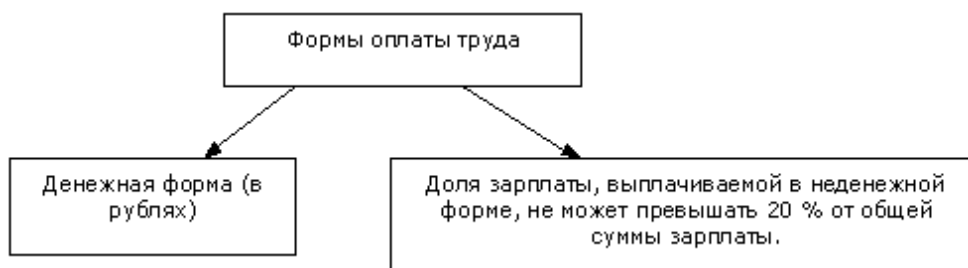 Формы оплаты труда
Денежная форма (в
рублях)
Доля зарплаты, выплачиваемой в неденежной
форме, не может превышать 20 % от общей
суммы зарплаты.